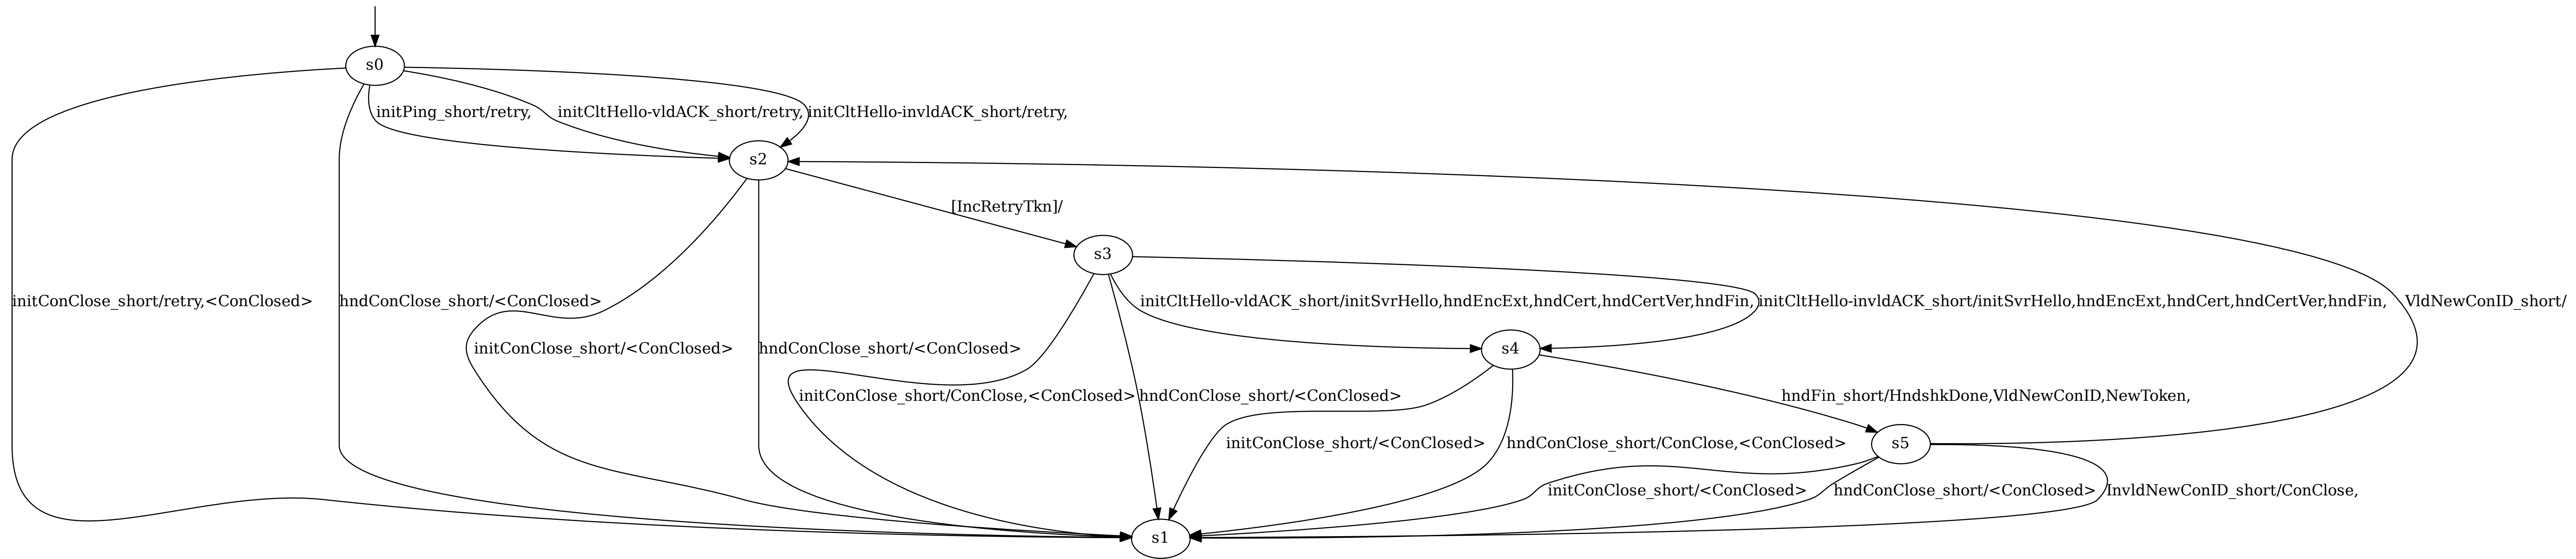 s0
initPing_short/retry,
initCltHello-vldACK_short/retry,
initCltHello-invldACK_short/retry,
s2
[IncRetryTkn]/
s3
initConClose_short/retry,<ConClosed>
hndConClose_short/<ConClosed>
initCltHello-vldACK_short/initSvrHello,hndEncExt,hndCert,hndCertVer,hndFin,
initCltHello-invldACK_short/initSvrHello,hndEncExt,hndCert,hndCertVer,hndFin,
VldNewConID_short/
initConClose_short/<ConClosed>
hndConClose_short/<ConClosed>
s4
initConClose_short/ConClose,<ConClosed>
hndConClose_short/<ConClosed>
hndFin_short/HndshkDone,VldNewConID,NewToken,
initConClose_short/<ConClosed>
hndConClose_short/ConClose,<ConClosed>
s5
initConClose_short/<ConClosed>
hndConClose_short/<ConClosed>
InvldNewConID_short/ConClose,
s1